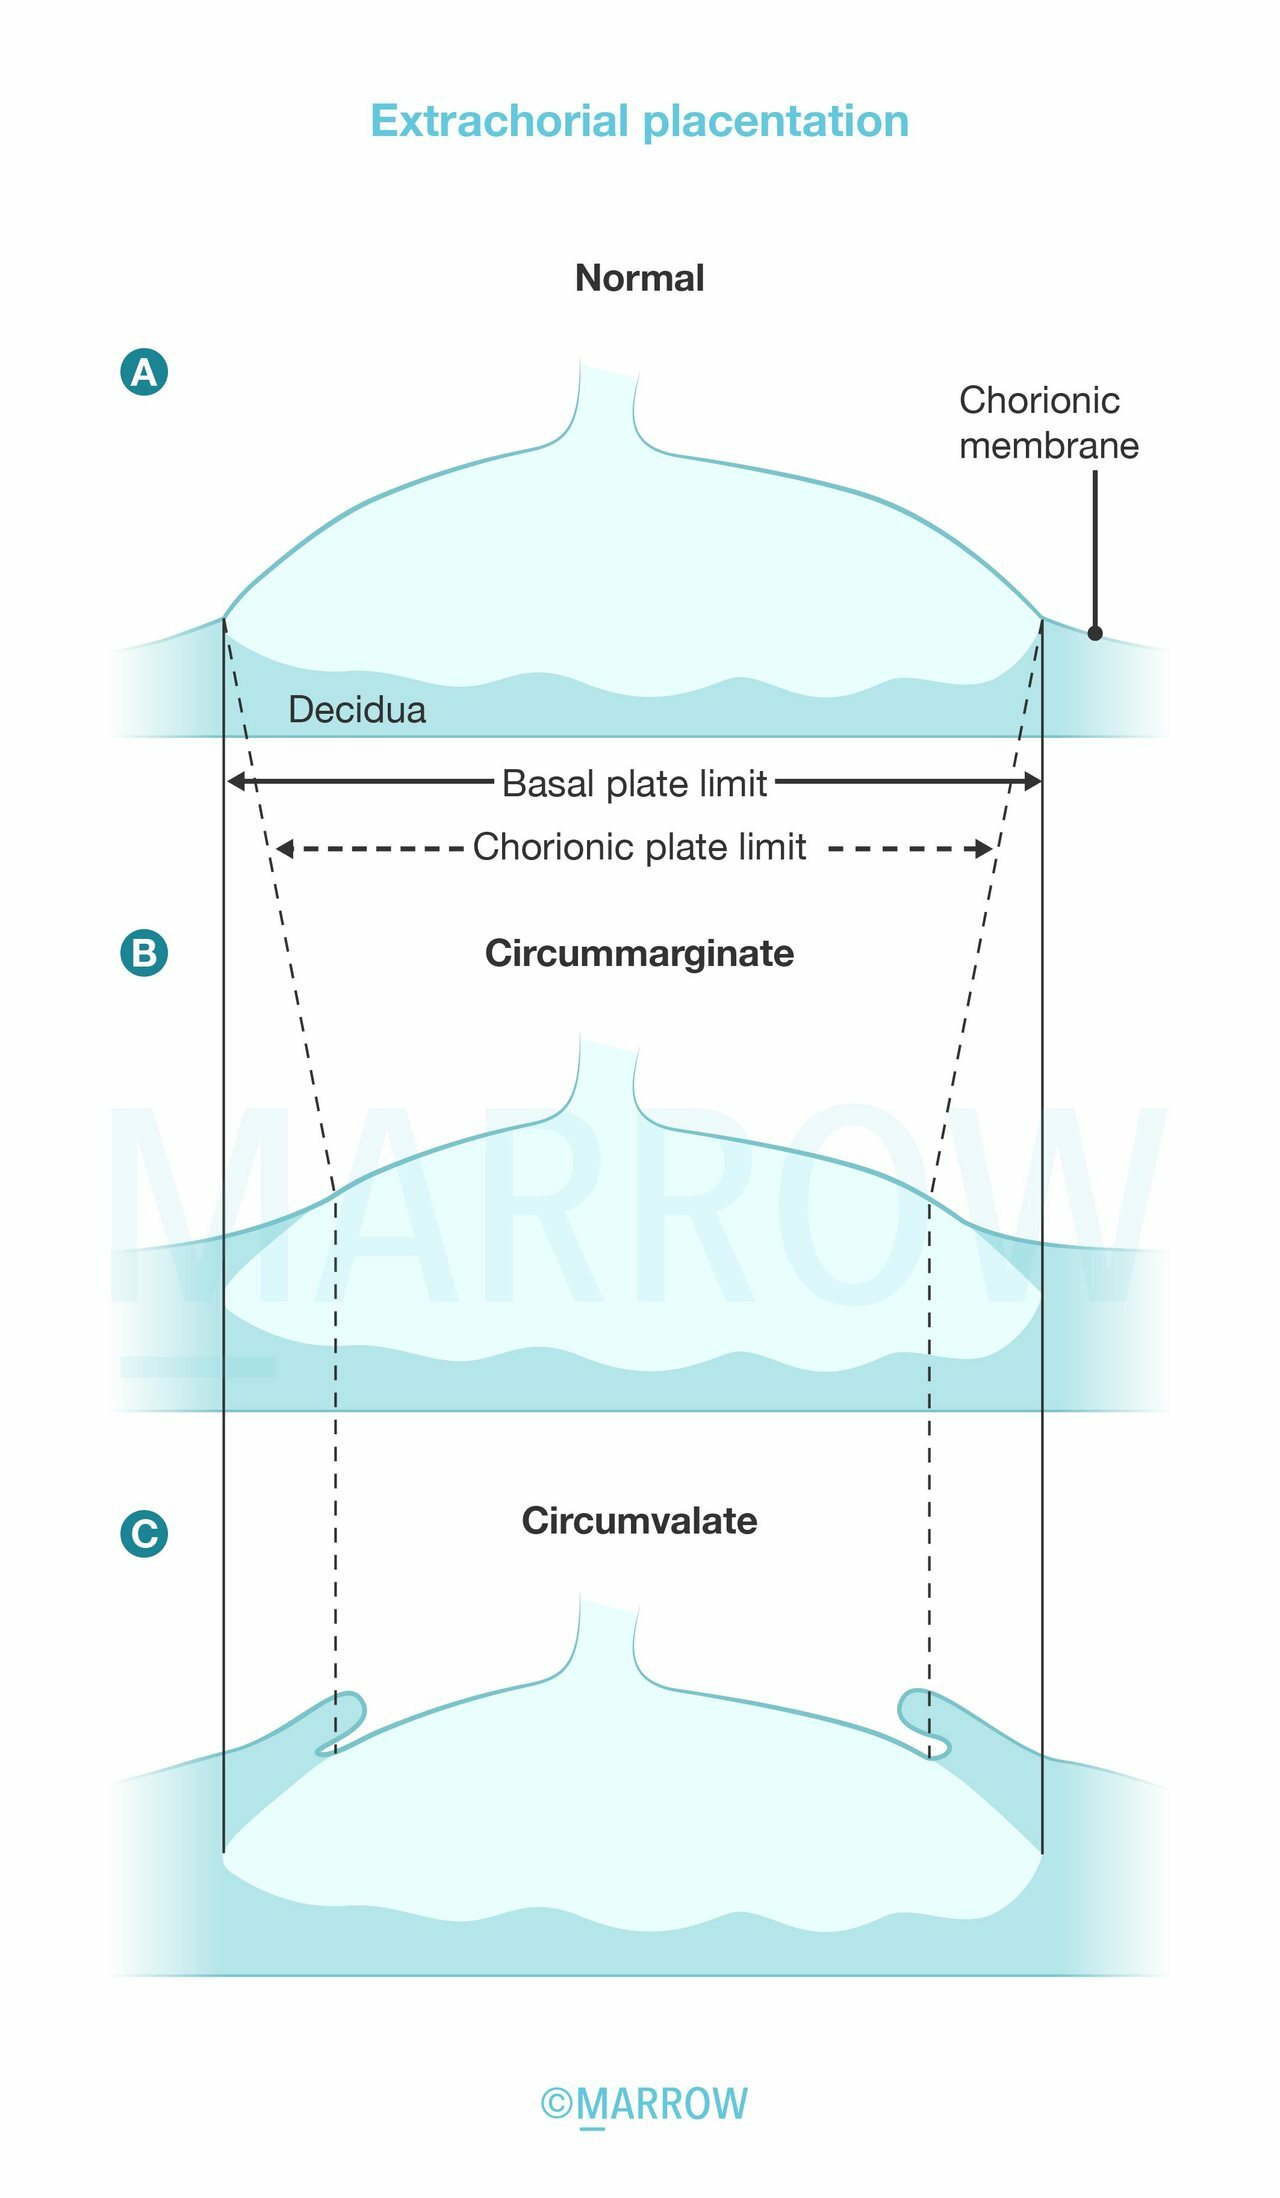 Extrachorial placentation
Normal
A
Chorionic
membrane
Decidua
Basal plate limit
Chorionic plate limit
B
Circummarginate
MARROW
C
Circumvalate
©MARROW